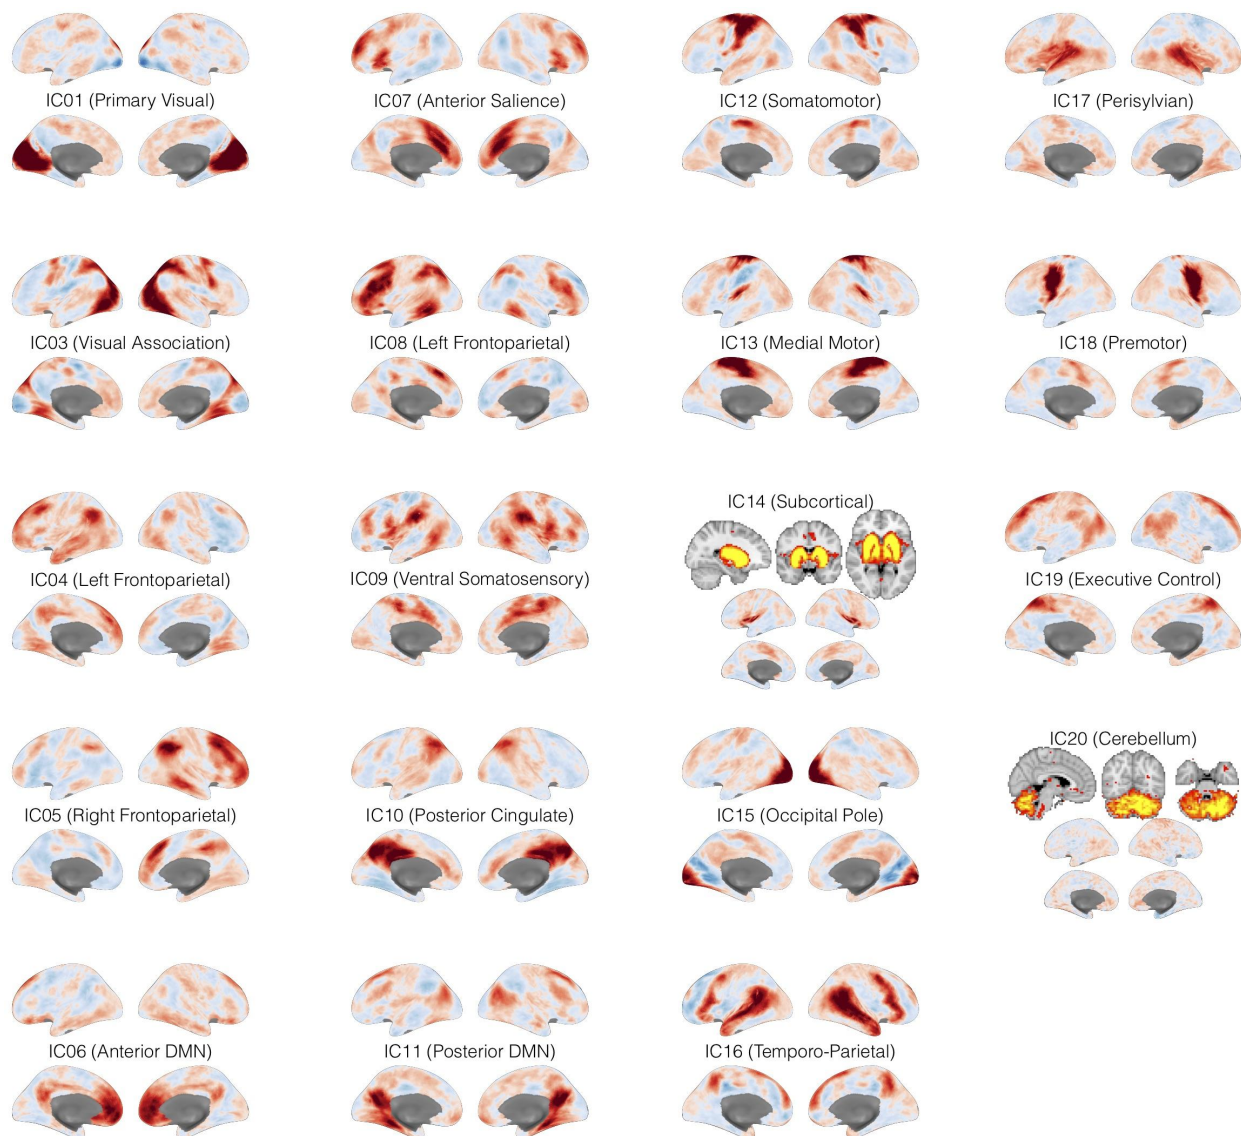 IC01 (Primary Visual)
IC07 (Anterior Salience)
IC12 (Somatomotor)
IC17 (Perisylvian)
IC03 (Visual Association)
IC08 (Left Frontoparietal)
IC13 (Medial Motor)
IC18 (Premotor)
IC04 (Left Frontoparietal)
IC09 (Ventral Somatosensory)
IC14 (Subcortical)
IC19 (Executive Control)
IC05 (Right Frontoparietal)
IC10 (Posterior Cingulate)
IC15 (Occipital Pole)
IC20 (Cerebellum)
IC06 (Anterior DMN)
IC11 (Posterior DMN)
IC16 (Temporo-Parietal)